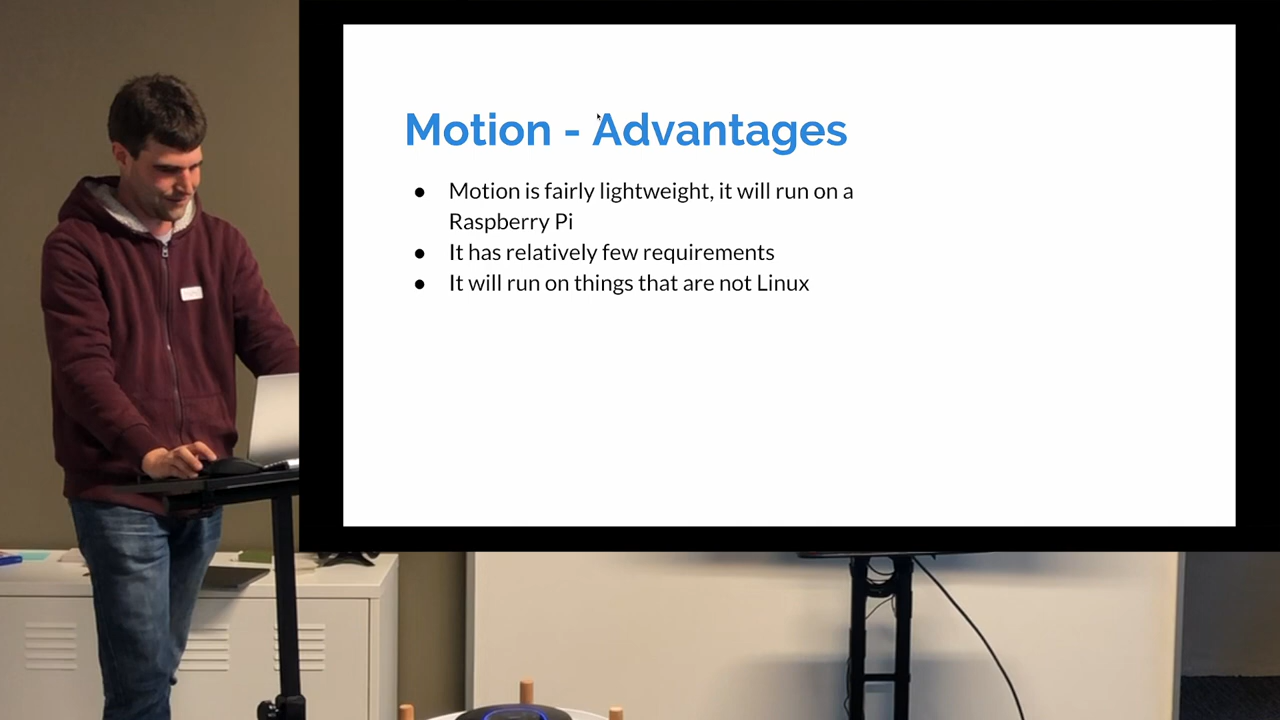 Motion - Advantages
● Motion is fairly lightweight, it will run on a
Raspberry Pi
● It has relatively few requirements
● It will run on things that are not Linux